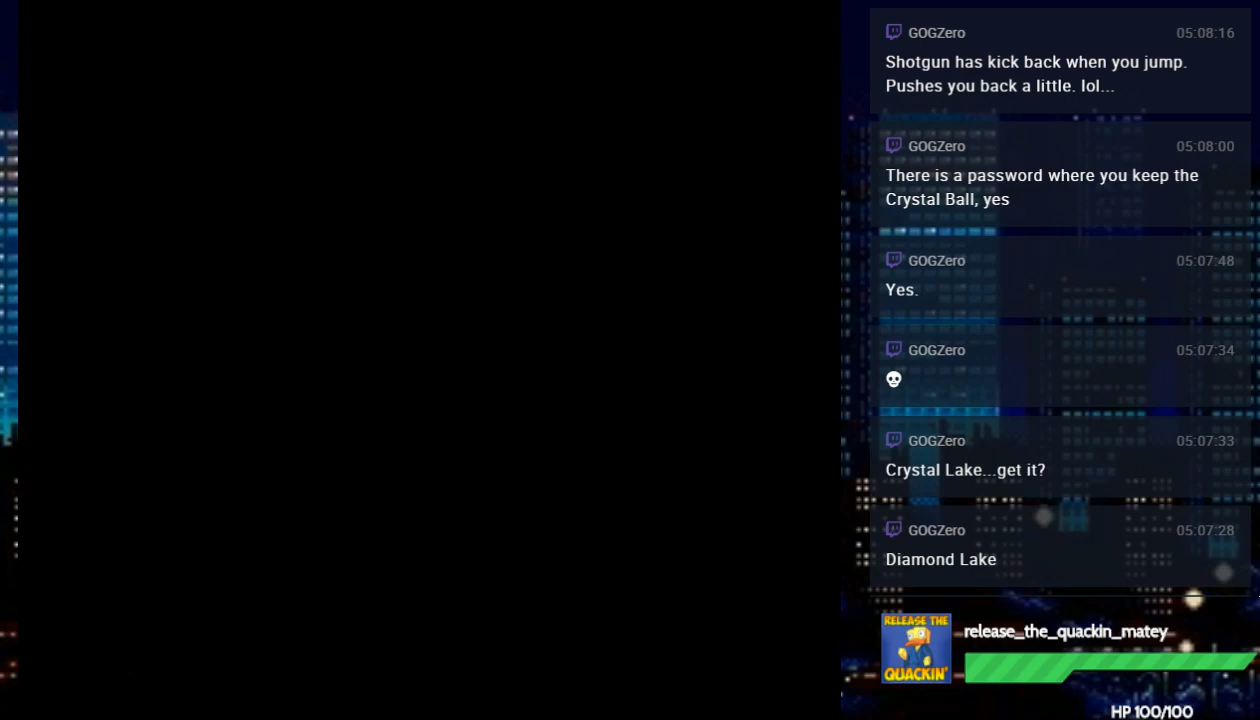 GOGZero 05:08:16
Shotgun has kick back when you jump.
Pushes you back a little. lol...
GOGZero 05:08:00
There is a password where you keep the
Crystal Ball, yes
GOGZero 05:07:48
Yes.
GOGZero 05:07:34
💀
GOGZero 05:07:33
Crystal Lake...get it?
GOGZero 05:07:28
Diamond Lake
RELEASE THE
QUACKIN'
release_the_quackin_matey
HP 100/100